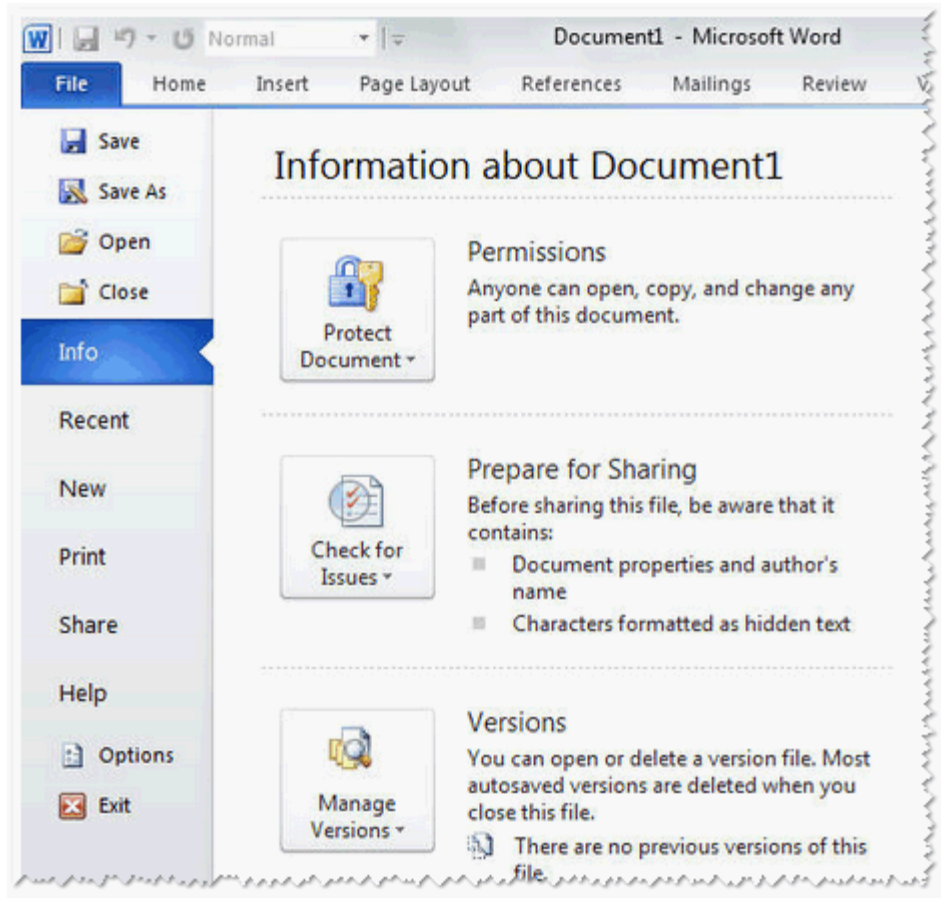 W Normal Document1 - Microsoft Word
File Home Insert Page Layout References Mailings Review
Save
Save As
Open
Close
Info
Recent
New
Print
Share
Help
Options
Exit
Information about Document1
Protect
Document
Permissions
Anyone can open, copy, and change any
part of this document.
Check for
Issues
Prepare for Sharing
Before sharing this file, be aware that it
contains:
Document properties and author's
name
Characters formatted as hidden text
Manage
Versions
Versions
You can open or delete a version file. Most
autosaved versions are deleted when you
close this file.
There are no previous versions of this
file.